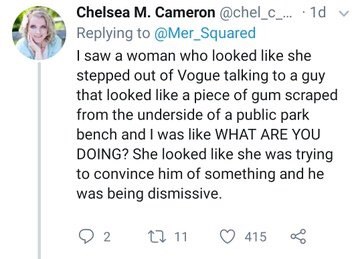 Chelsea M. Cameron @chel_c_... · 1d
Replying to @Mer_Squared
I saw a woman who looked like she
stepped out of Vogue talking to a guy
that looked like a piece of gum scraped
from the underside of a public park
bench and I was like WHAT ARE YOU
DOING? She looked like she was trying
to convince him of something and he
was being dismissive.
2 11 415